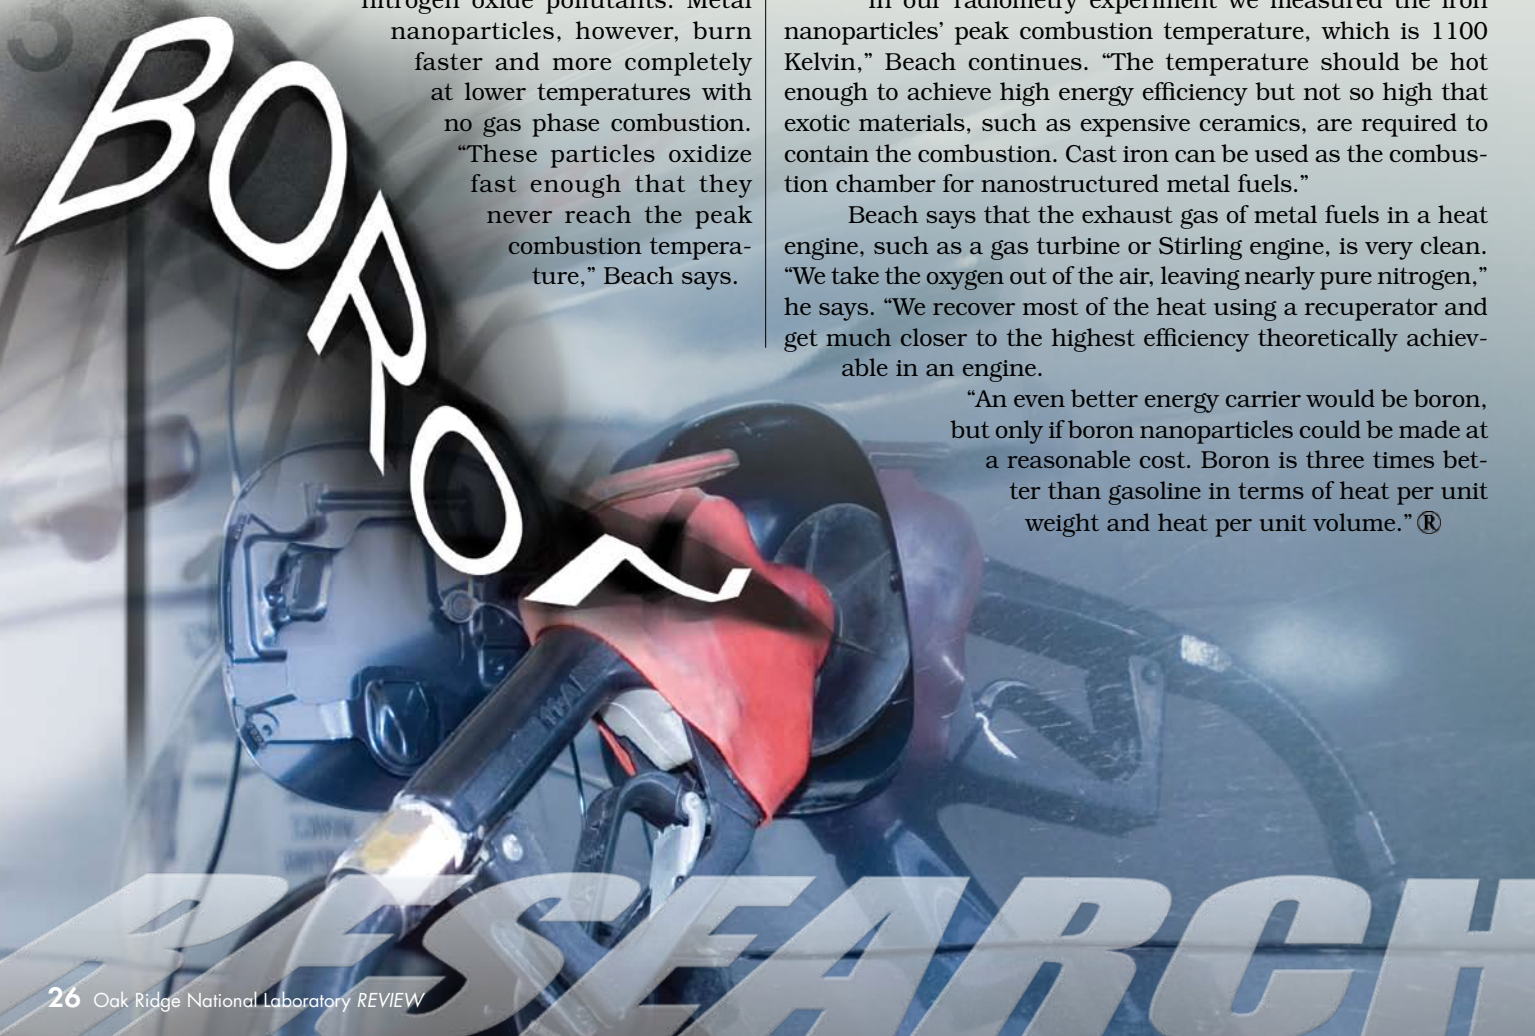 BORON
nitrogen oxide pollutants. Metal
nanoparticles, however, burn
faster and more completely
at lower temperatures with
no gas phase combustion.
“These particles oxidize
fast enough that they
never reach the peak
combustion tempera-
ture,” Beach says.
In our radiometry experiment we measured the iron
nanoparticles’ peak combustion temperature, which is 1100
Kelvin,” Beach continues. “The temperature should be hot
enough to achieve high energy efficiency but not so high that
exotic materials, such as expensive ceramics, are required to
contain the combustion. Cast iron can be used as the combus-
tion chamber for nanostructured metal fuels.”
Beach says that the exhaust gas of metal fuels in a heat
engine, such as a gas turbine or Stirling engine, is very clean.
“We take the oxygen out of the air, leaving nearly pure nitrogen,”
he says. “We recover most of the heat using a recuperator and
get much closer to the highest efficiency theoretically achiev-
able in an engine.
“An even better energy carrier would be boron,
but only if boron nanoparticles could be made at
a reasonable cost. Boron is three times bet-
ter than gasoline in terms of heat per unit
weight and heat per unit volume.” ®
RESEARCH
26 Oak Ridge National Laboratory REVIEW